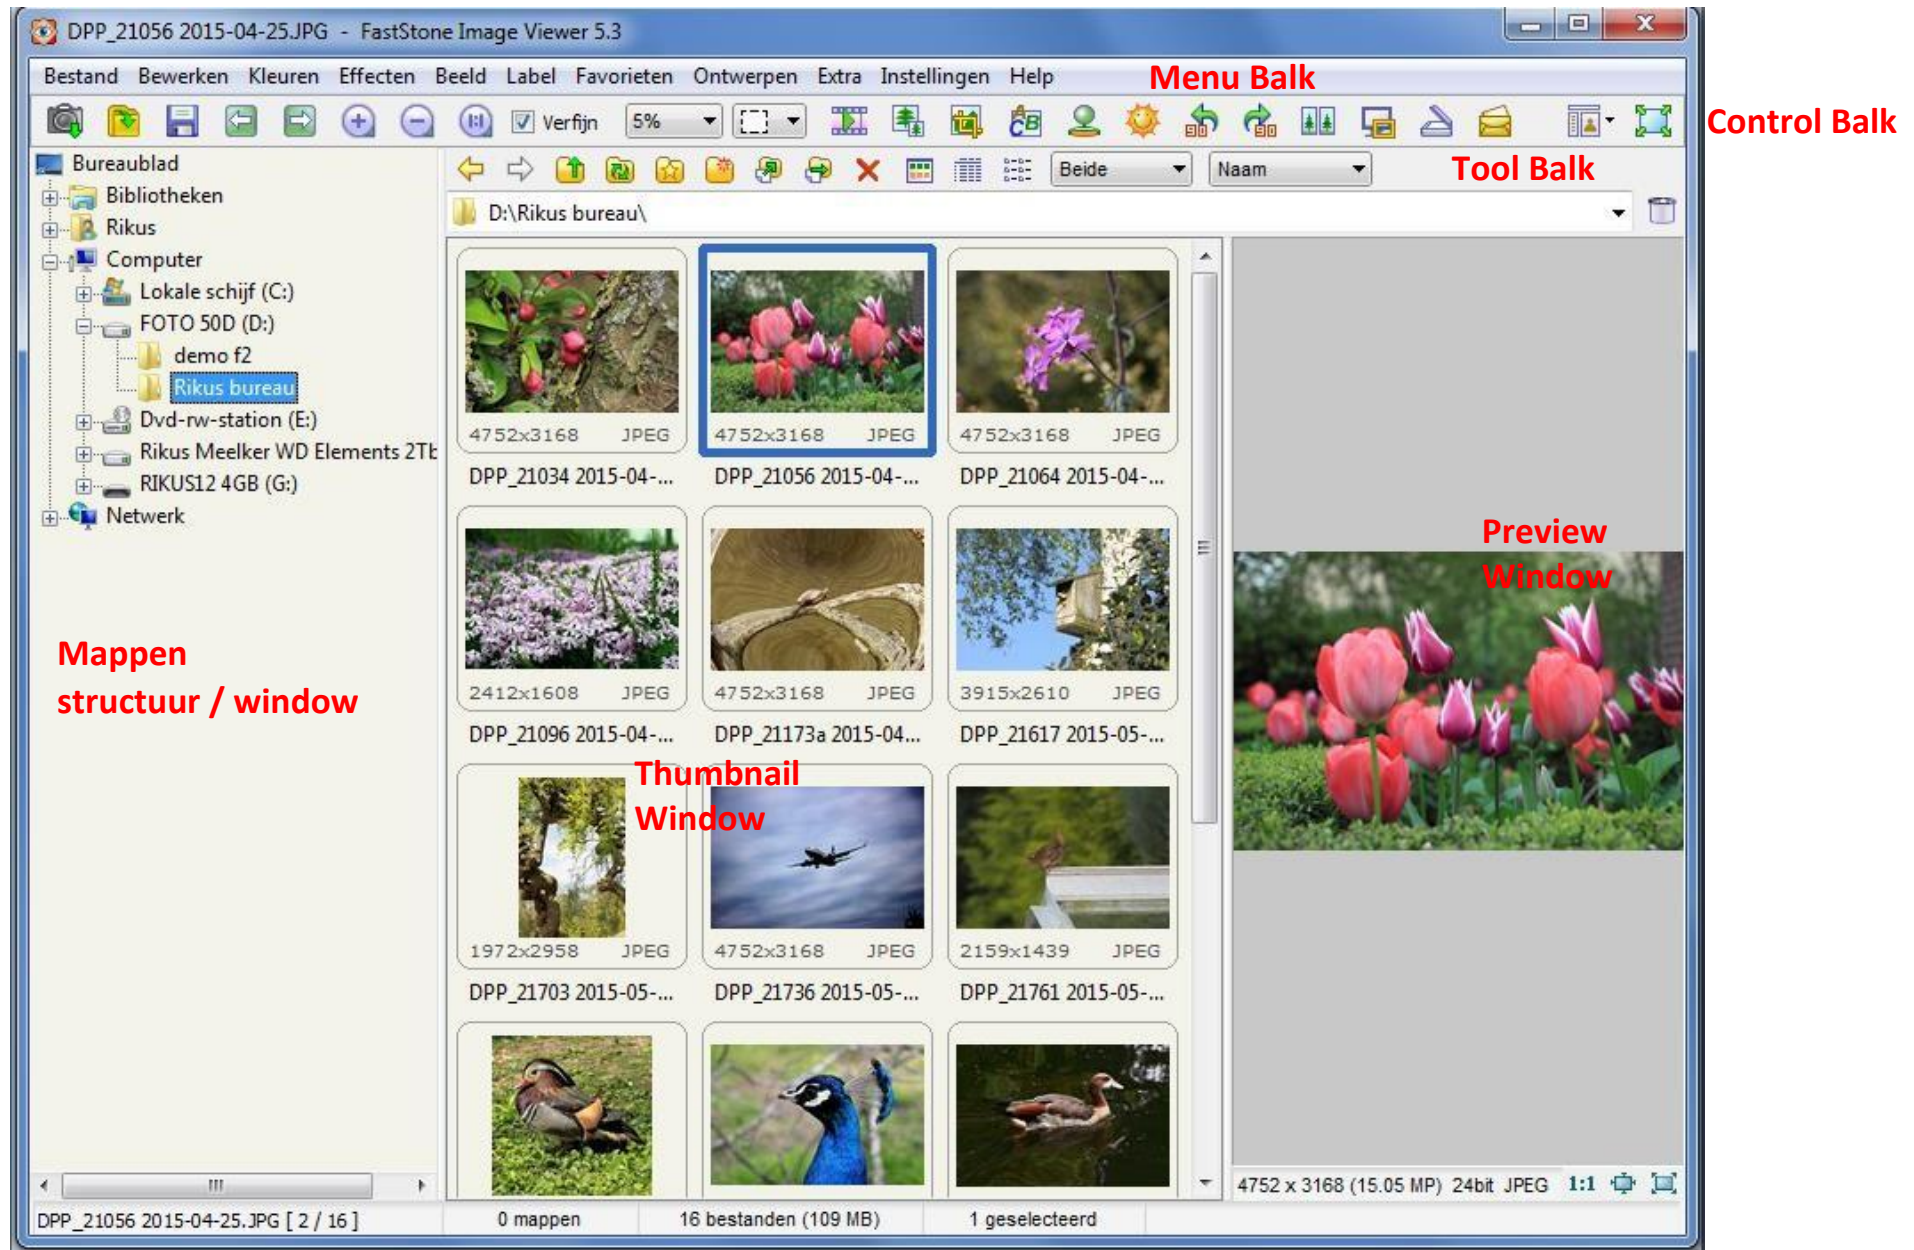 DPP_21056 2015-04-25.JPG - FastStone Image Viewer 5.3
Bestand Bewerken Kleuren Effecten Beeld Label Favorieten Ontwerpen Extra Instellingen Help
Menu Balk
1:1 Verfijn 5%
Control Balk
Beide Naam
Tool Balk
D:\Rikus bureau\
Bureaublad
Bibliotheken
Rikus
Computer
Lokale schijf (C:)
FOTO 50D (D:)
demo f2
Rikus bureau
Dvd-rw-station (E:)
Rikus Meelker WD Elements 2Tb
RIKUS12 4GB (G:)
Netwerk
Mappen
structuur / window
4752x3168 JPEG 4752x3168 JPEG 4752x3168 JPEG
DPP_21034 2015-04-... DPP_21056 2015-04-... DPP_21064 2015-04-...
2412x1608 JPEG 4752x3168 JPEG 3915x2610 JPEG
DPP_21096 2015-04-... DPP_21173a 2015-04... DPP_21617 2015-05-...
Thumbnail
Window
1972x2958 JPEG 4752x3168 JPEG 2159x1439 JPEG
DPP_21703 2015-05-... DPP_21736 2015-05-... DPP_21761 2015-05-...
Preview
Window
4752 x 3168 (15.05 MP) 24bit JPEG 1:1
DPP_21056 2015-04-25.JPG [ 2 / 16 ] 0 mappen 16 bestanden (109 MB) 1 geselecteerd